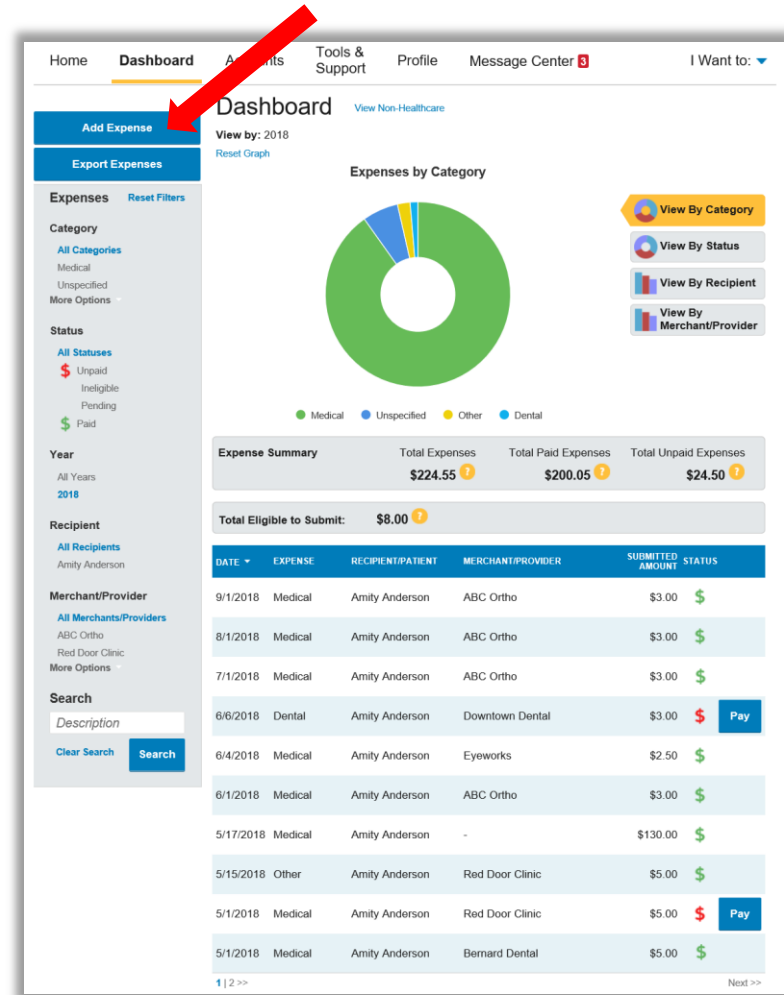 Home Dashboard Tools & Support Profile Message Center 3 I Want to:
Add Expense
Export Expenses
Dashboard View Non-Healthcare
View by: 2018
Reset Graph
Expenses by Category
View By Category
View By Status
View By Recipient
View By
Merchant/Provider
Medical Unspecified Other Dental
Expenses Reset Filters
Category
All Categories
Medical
Unspecified
More Options
Status
All Statuses
$ Unpaid
Ineligible
Pending
$ Paid
Year
All Years
2018
Recipient
All Recipients
Amity Anderson
Merchant/Provider
All Merchants/Providers
ABC Ortho
Red Door Clinic
More Options
Search
Description
Clear Search Search
Expense Summary Total Expenses Total Paid Expenses Total Unpaid Expenses
$224.55 ? $200.05 ? $24.50 ?
Total Eligible to Submit: $8.00 ?
DATE EXPENSE RECIPIENT/PATIENT MERCHANT/PROVIDER SUBMITTED AMOUNT STATUS
9/1/2018 Medical Amity Anderson ABC Ortho $3.00 $
8/1/2018 Medical Amity Anderson ABC Ortho $3.00 $
7/1/2018 Medical Amity Anderson ABC Ortho $3.00 $
6/6/2018 Dental Amity Anderson Downtown Dental $3.00 $ Pay
6/4/2018 Medical Amity Anderson Eyeworks $2.50 $
6/1/2018 Medical Amity Anderson ABC Ortho $3.00 $
5/17/2018 Medical Amity Anderson - $130.00 $
5/15/2018 Other Amity Anderson Red Door Clinic $5.00 $
5/1/2018 Medical Amity Anderson Red Door Clinic $5.00 $ Pay
5/1/2018 Medical Amity Anderson Bernard Dental $5.00 $
1 | 2 >> Next >>